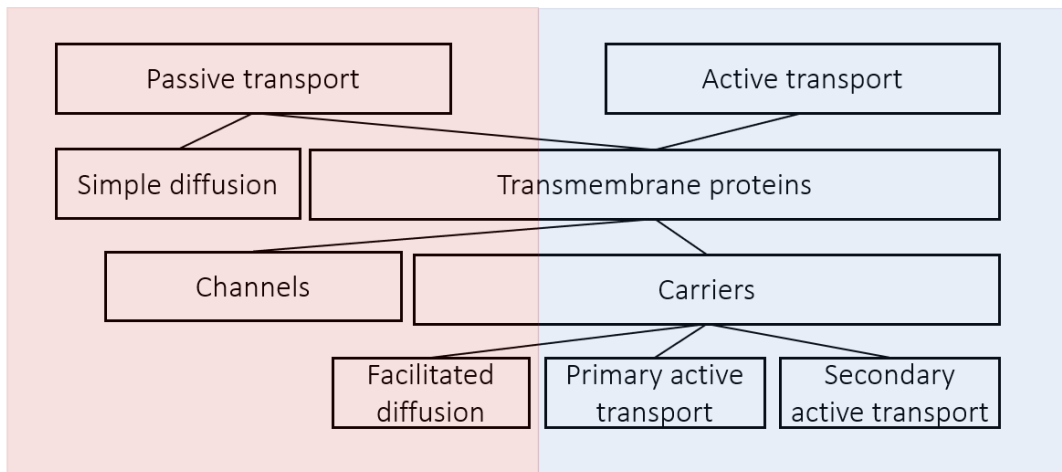 Passive transport
Active transport
Simple diffusion
Transmembrane proteins
Channels
Carriers
Facilitated
diffusion
Primary active
transport
Secondary
active transport